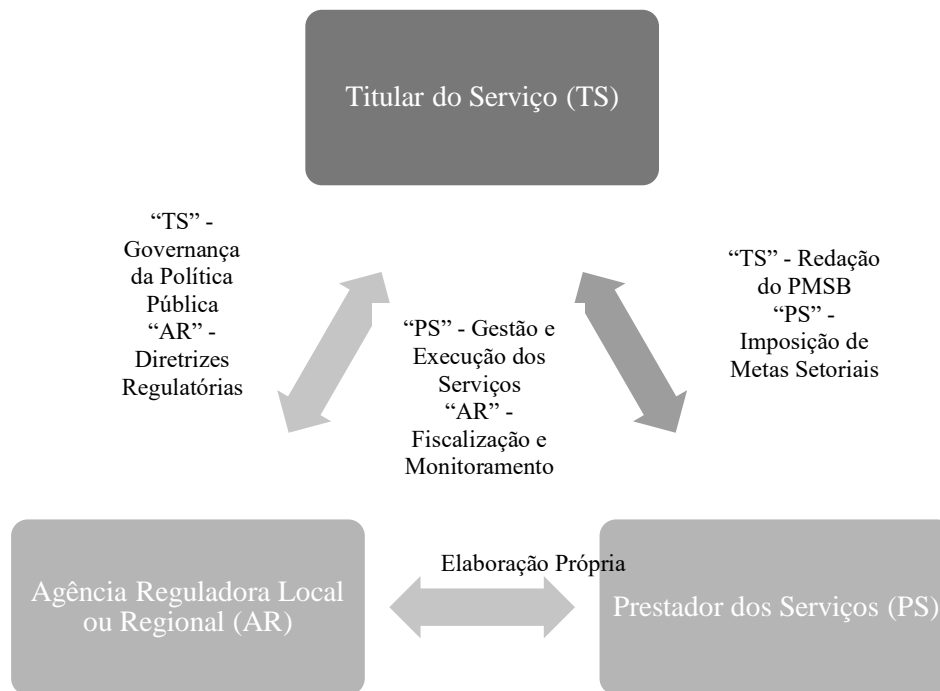 Titular do Serviço (TS)
“TS” -
Governança
da Política
Pública
“AR” -
Diretrizes
Regulatórias
“TS” - Redação
do PMSB
“PS” -
Imposição de
Metas Setoriais
“PS” - Gestão e
Execução dos
Serviços
“AR” -
Fiscalização e
Monitoramento
Agência Reguladora Local
ou Regional (AR)
Elaboração Própria
Prestador dos Serviços (PS)